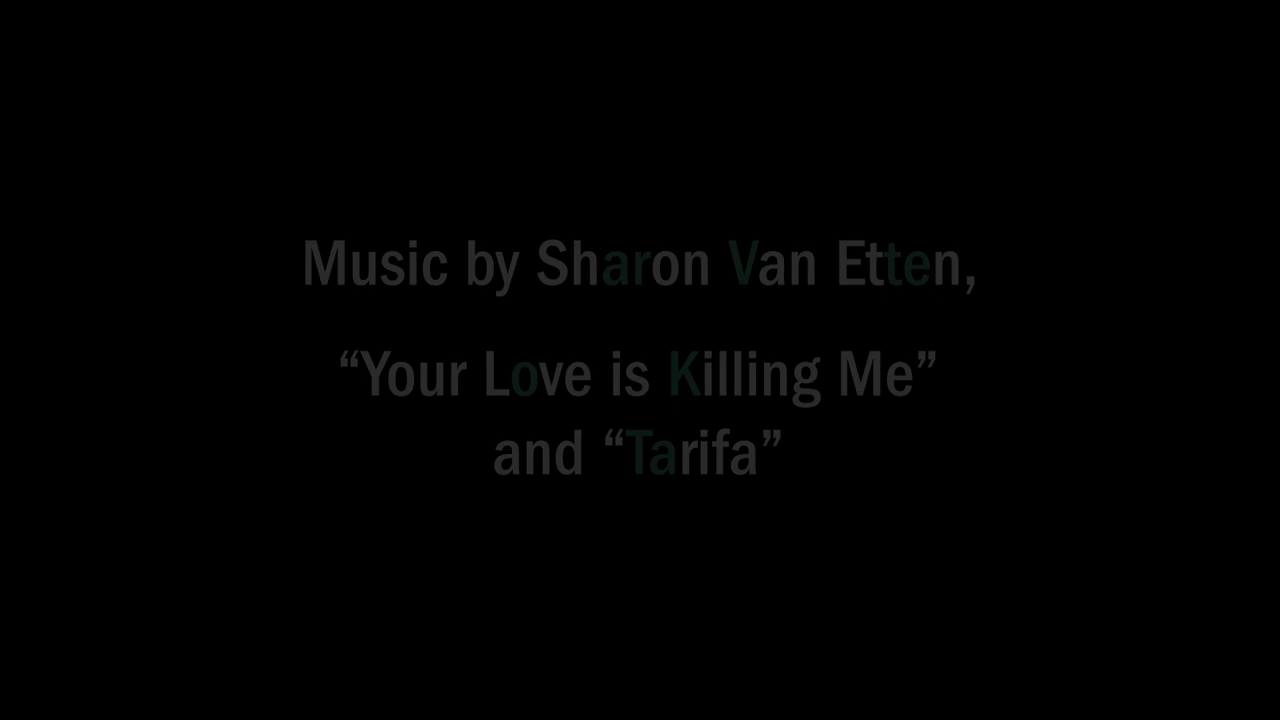 Music by Sharon Van Etten,
“Your Love is Killing Me”
and “Tarifa”